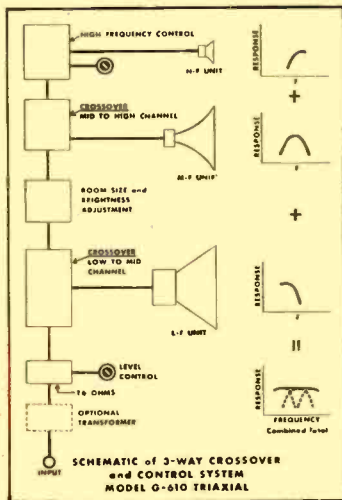 HIGH FREQUENCY CONTROL
H-F UNIT
RESPONSE
F
+
CROSSOVER
MID TO HIGH CHANNEL
M-F UNIT
RESPONSE
F
ROOM SIZE and
BRIGHTNESS
ADJUSTMENT
+
CROSSOVER
LOW TO MID
CHANNEL
L-F UNIT
RESPONSE
F
=
LEVEL
CONTROL
16 OHMS
OPTIONAL
TRANSFORMER
INPUT
RESPONSE
FREQUENCY
Combined Total
SCHEMATIC of 3-WAY CROSSOVER
and CONTROL SYSTEM
MODEL G-610 TRIAXIAL